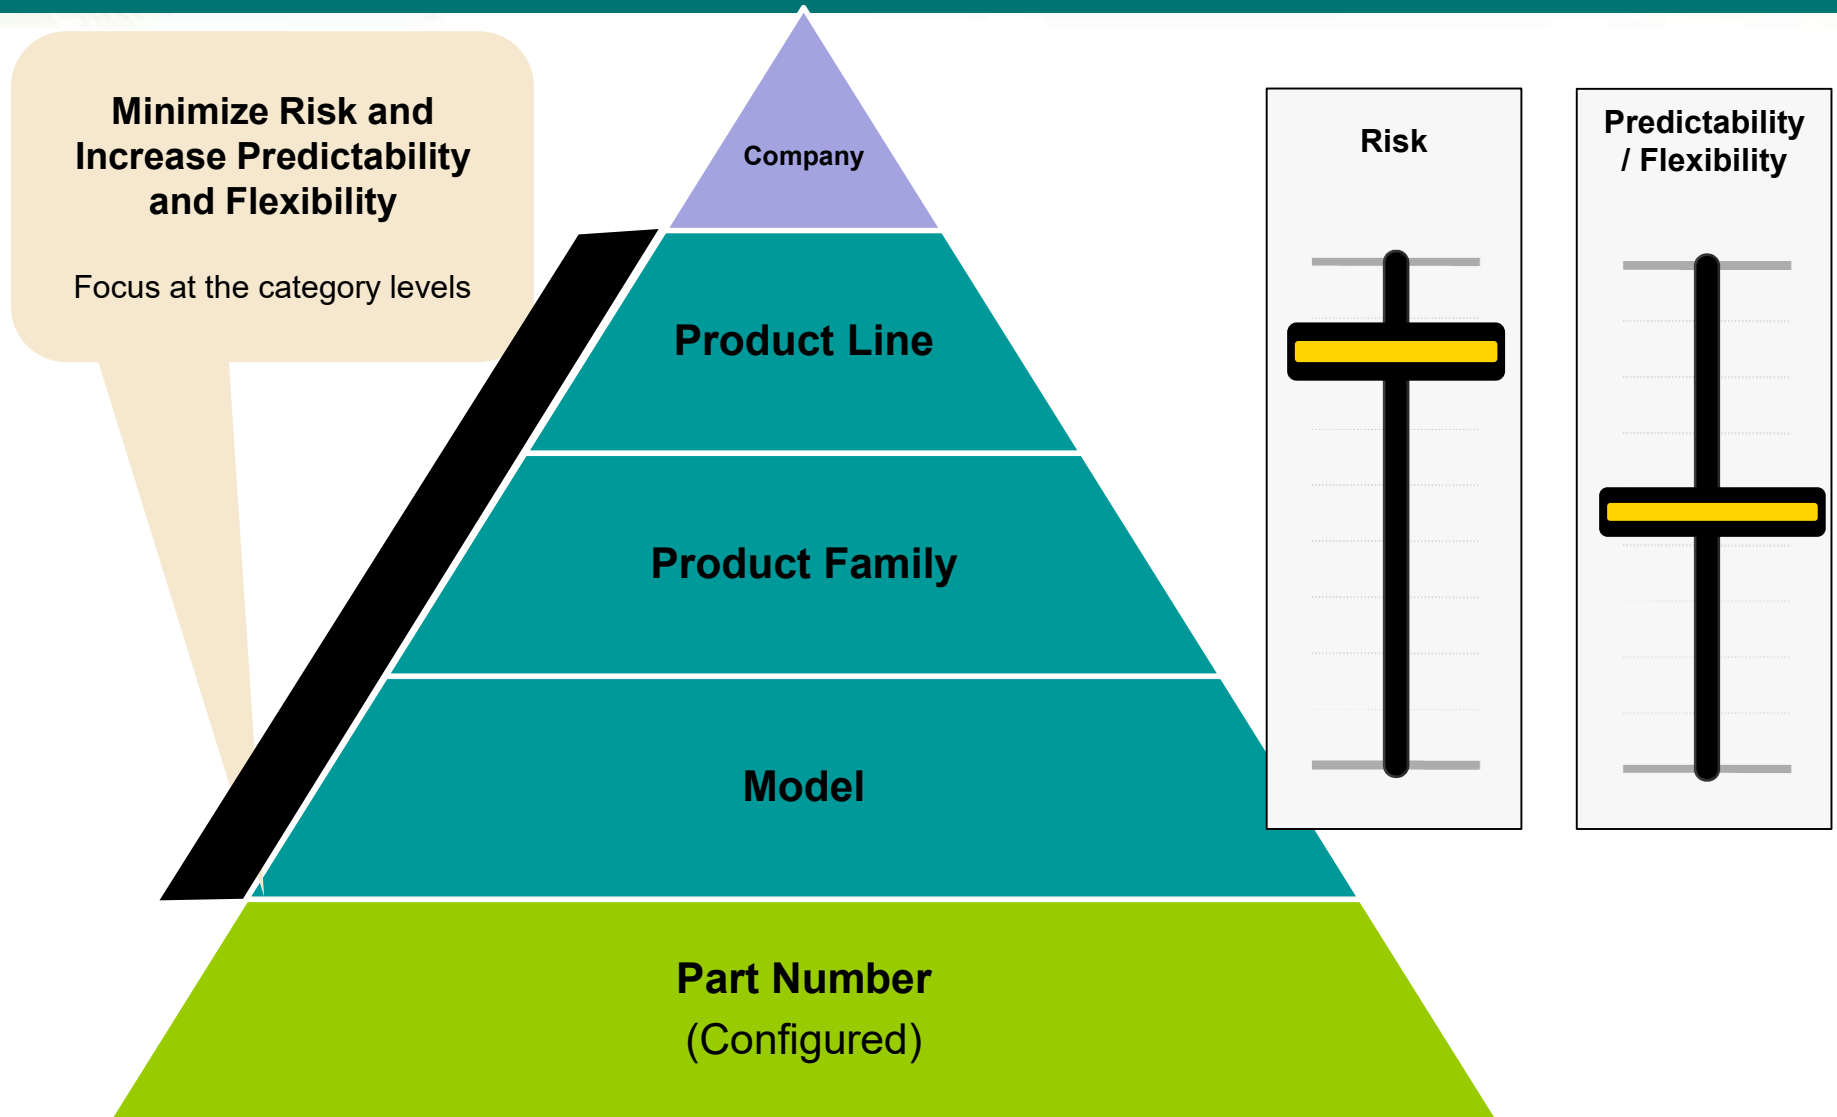 Minimize Risk and
Increase Predictability
and Flexibility
Focus at the category levels
Company
Product Line
Product Family
Model
Part Number
(Configured)
Risk
Predictability
/ Flexibility